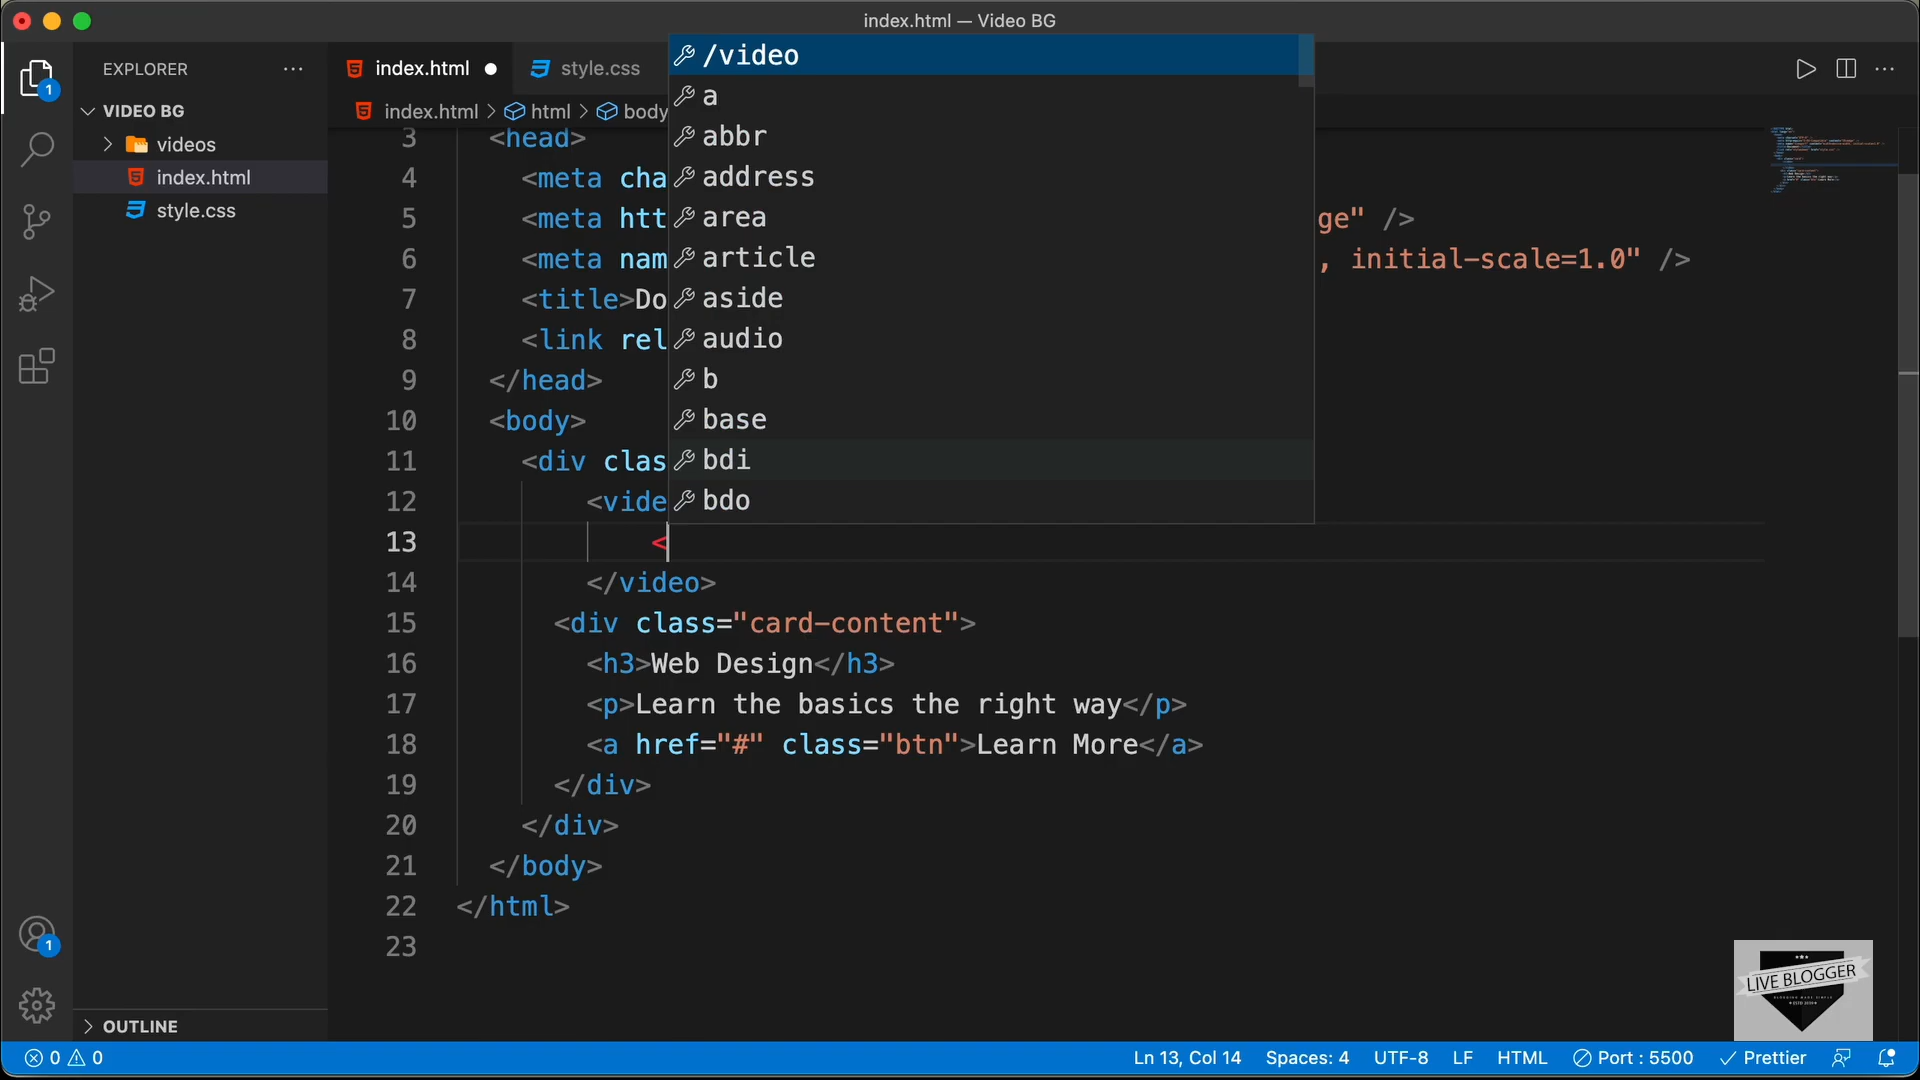 index.html — Video BG
EXPLORER
index.html
style.css
VIDEO BG
videos
index.html
style.css
index.html
html
body
/video
a
abbr
address
area
article
aside
audio
b
base
bdi
bdo
3 <head>
4 <meta cha
5 <meta htt ge" />
6 <meta nam , initial-scale=1.0" />
7 <title>Do
8 <link rel
9 </head>
10 <body>
11 <div clas
12 <vide
13 <
14 </video>
15 <div class="card-content">
16 <h3>Web Design</h3>
17 <p>Learn the basics the right way</p>
18 <a href="#" class="btn">Learn More</a>
19 </div>
20 </div>
21 </body>
22 </html>
23
1
1
OUTLINE
LIVE BLOGGER
0 0
Ln 13, Col 14
Spaces: 4
UTF-8
LF
HTML
Port : 5500
Prettier